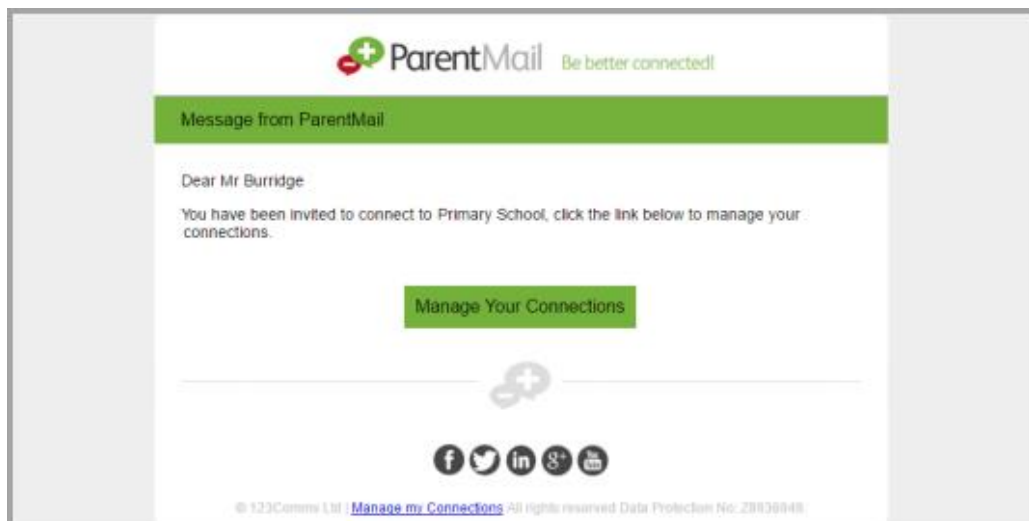 ParentMail Be better connected!
Message from ParentMail
Dear Mr Burridge
You have been invited to connect to Primary School, click the link below to manage your
connections.
Manage Your Connections
© 123Comms Ltd | Manage my Connections All rights reserved Data Protection No: